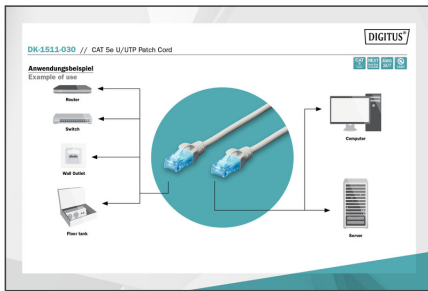 DIGITUS®
DK-1511-030 // CAT 5e U/UTP Patch Cord
Anwendungsbeispiel
Example of use
Router
Switch
Wall Outlet
Floor tank
Computer
Server